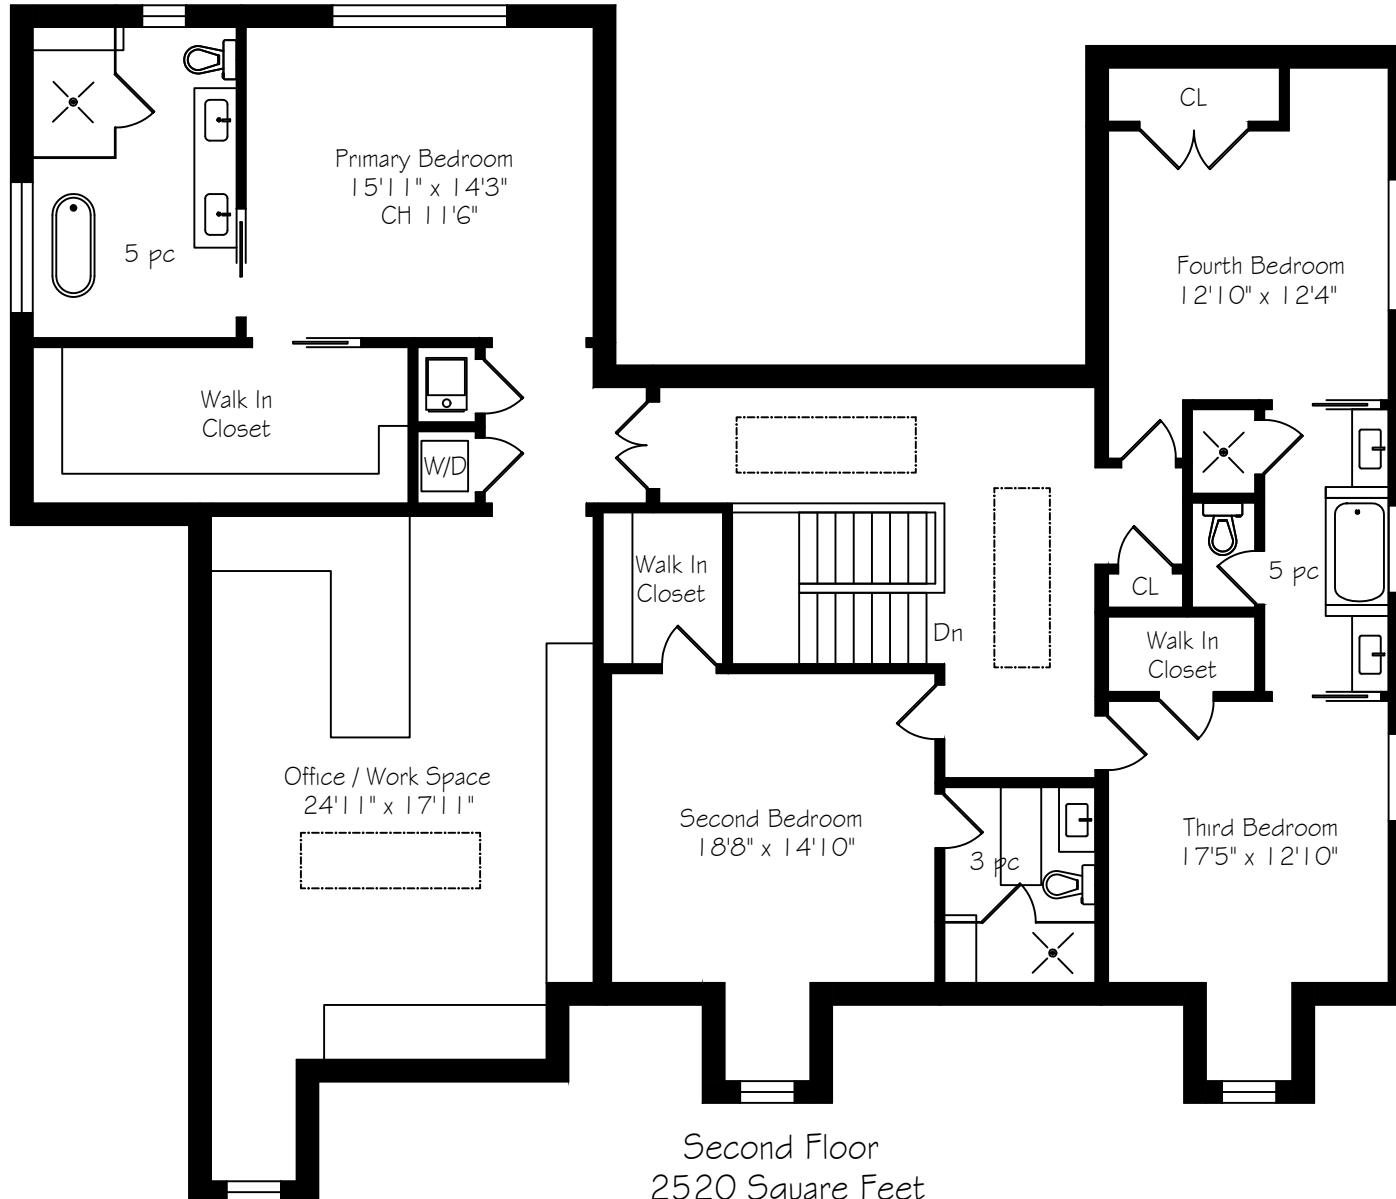 CL
Primary Bedroom
15'11" x 14'3"
CH 11'6"
5 pc
Fourth Bedroom
12'10" x 12'4"
Walk In
Closet
W/D
Walk In
Closet
5 pc
CL
Dn
Walk In
Closet
Office / Work Space
24'11" x 17'11"
Second Bedroom
18'8" x 14'10"
3 pc
Third Bedroom
17'5" x 12'10"
Second Floor
2520 Square Feet